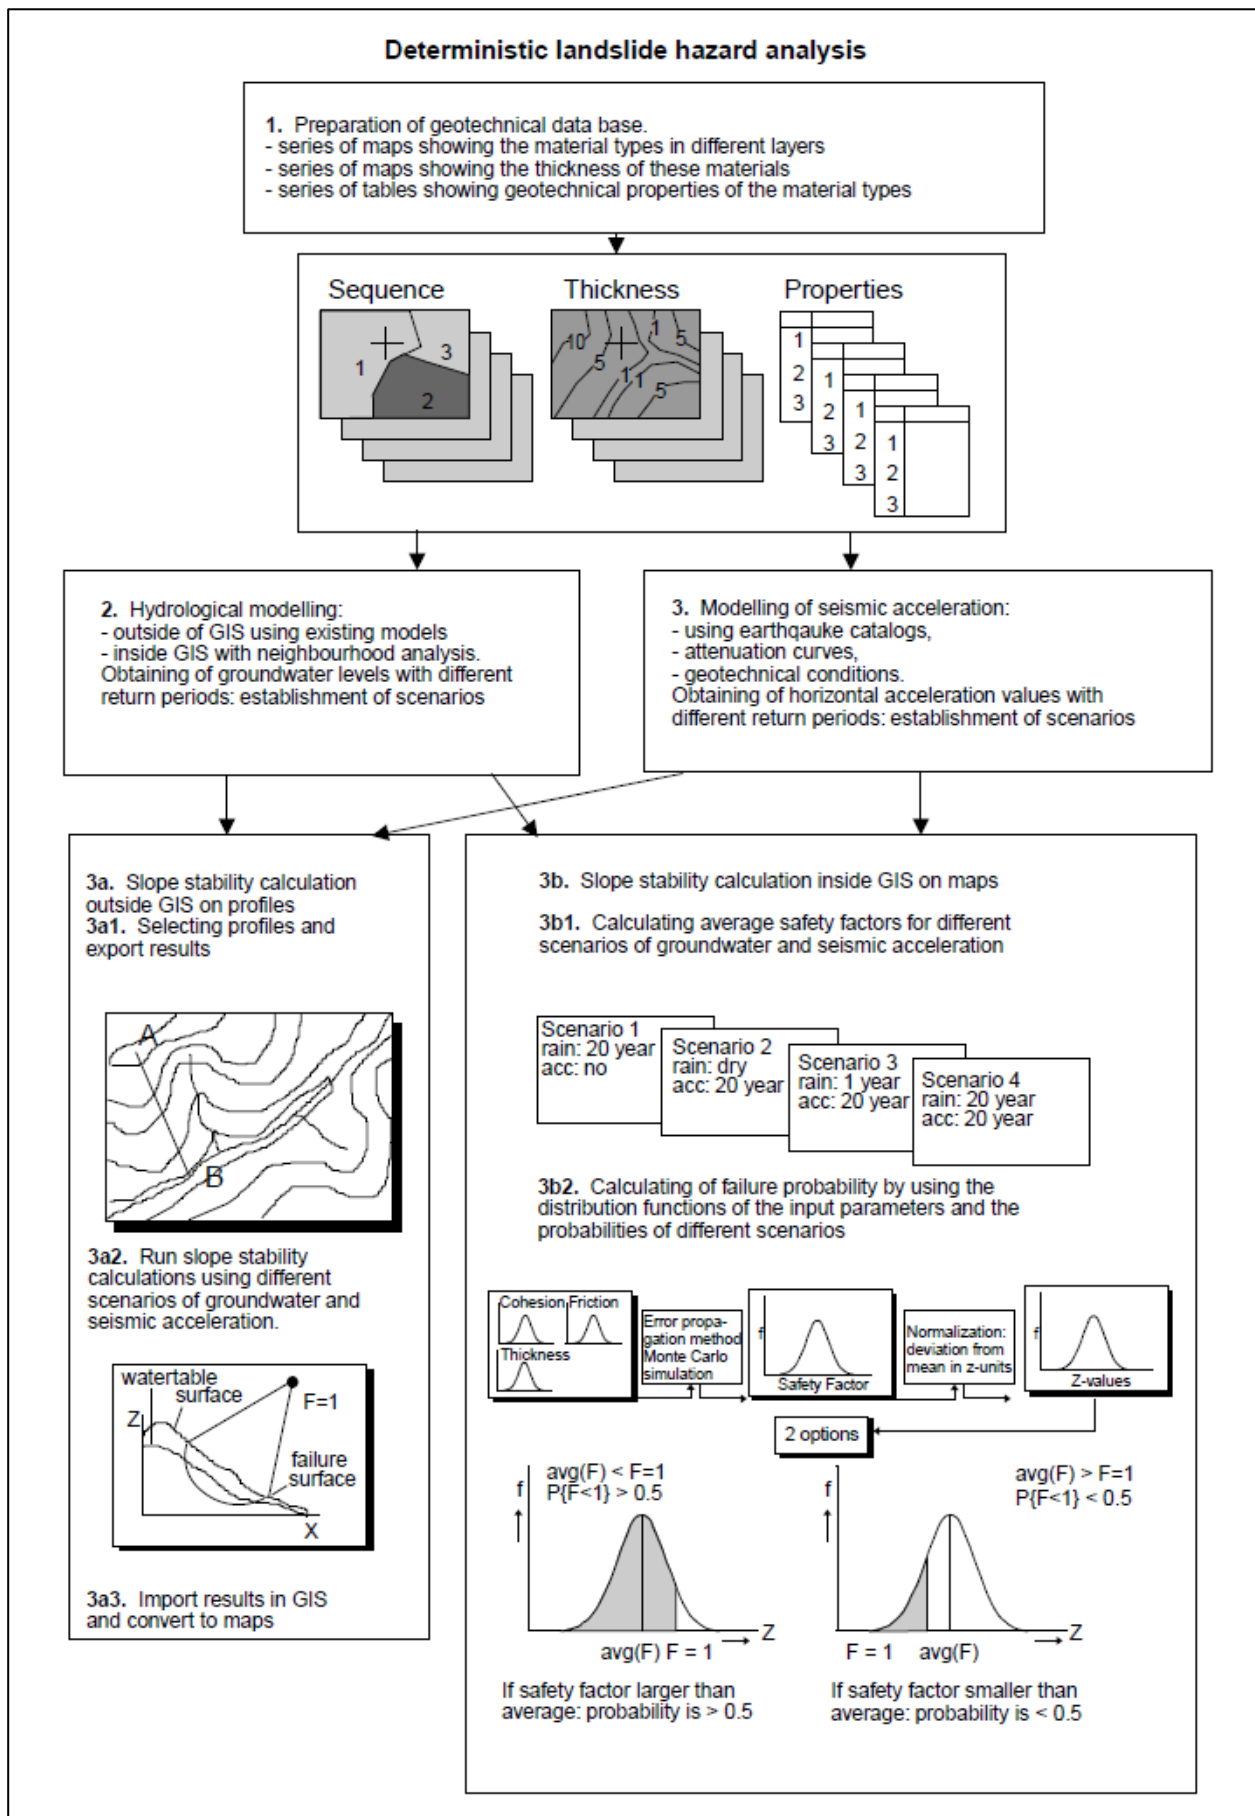 Deterministic landslide hazard analysis
1. Preparation of geotechnical data base.
- series of maps showing the material types in different layers
- series of maps showing the thickness of these materials
- series of tables showing geotechnical properties of the material types
Sequence
1
3
2
Thickness
10
5
1
1
1
5
5
Properties
1
2
3
1
2
3
1
2
3
1
2
3
2. Hydrological modelling:
- outside of GIS using existing models
- inside GIS with neighbourhood analysis.
Obtaining of groundwater levels with different
return periods: establishment of scenarios
3. Modelling of seismic acceleration:
- using earthqauke catalogs,
- attenuation curves,
- geotechnical conditions.
Obtaining of horizontal acceleration values with
different return periods: establishment of scenarios
3a. Slope stability calculation
outside GIS on profiles
3a1. Selecting profiles and
export results
A
B
3a2. Run slope stability
calculations using different
scenarios of groundwater and
seismic acceleration.
watertable
surface
Z
F=1
failure
surface
X
3a3. Import results in GIS
and convert to maps
3b. Slope stability calculation inside GIS on maps
3b1. Calculating average safety factors for different
scenarios of groundwater and seismic acceleration
Scenario 1
rain: 20 year
acc: no
Scenario 2
rain: dry
acc: 20 year
Scenario 3
rain: 1 year
acc: 20 year
Scenario 4
rain: 20 year
acc: 20 year
3b2. Calculating of failure probability by using the
distribution functions of the input parameters and the
probabilities of different scenarios
Cohesion Friction
Thickness
Error propa-
gation method
Monte Carlo
simulation
f
Safety Factor
Normalization:
deviation from
mean in z-units
f
Z-values
2 options
avg(F) < F=1
P{F<1} > 0.5
f
Z
avg(F) F = 1
If safety factor larger than
average: probability is > 0.5
avg(F) > F=1
P{F<1} < 0.5
f
Z
F = 1 avg(F)
If safety factor smaller than
average: probability is < 0.5